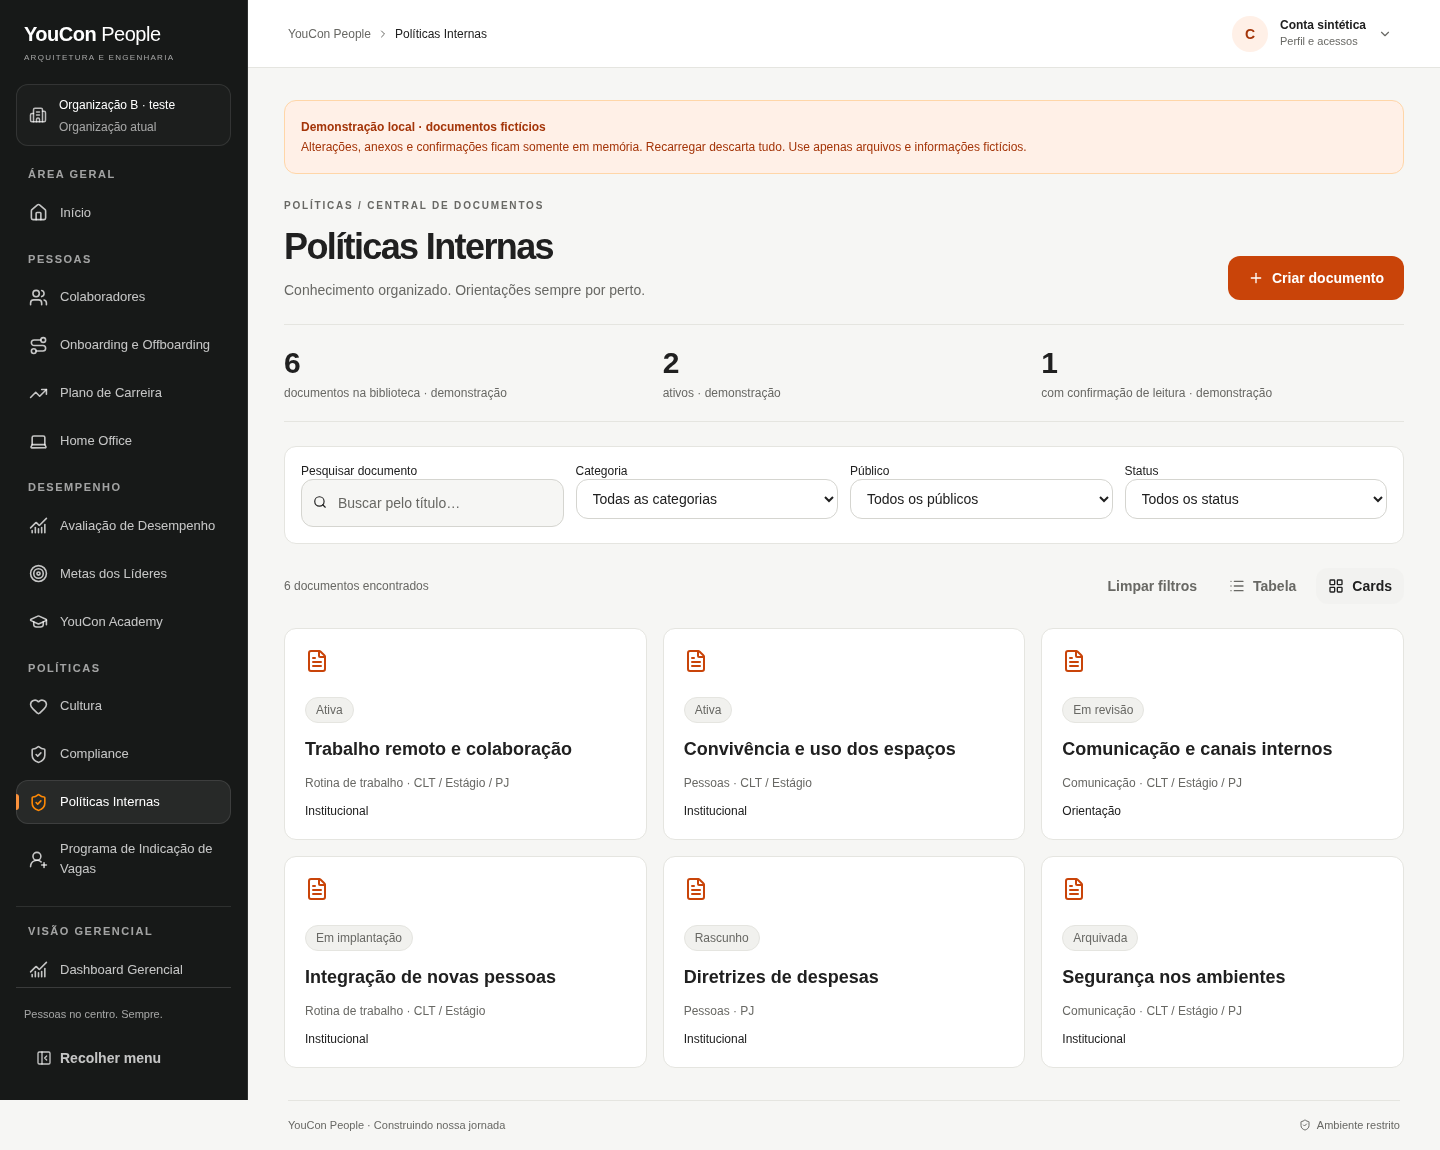 YouCon People
ARQUITETURA E ENGENHARIA
Organização B · teste
Organização atual
ÁREA GERAL
Início
PESSOAS
Colaboradores
Onboarding e Offboarding
Plano de Carreira
Home Office
DESEMPENHO
Avaliação de Desempenho
Metas dos Líderes
YouCon Academy
POLÍTICAS
Cultura
Compliance
Políticas Internas
Programa de Indicação de
Vagas
VISÃO GERENCIAL
Dashboard Gerencial
Pessoas no centro. Sempre.
Recolher menu
YouCon People > Políticas Internas
C
Conta sintética
Perfil e acessos
Demonstração local · documentos fictícios
Alterações, anexos e confirmações ficam somente em memória. Recarregar descarta tudo. Use apenas arquivos e informações fictícios.
POLÍTICAS / CENTRAL DE DOCUMENTOS
Políticas Internas
Conhecimento organizado. Orientações sempre por perto.
Criar documento
6
documentos na biblioteca · demonstração
2
ativos · demonstração
1
com confirmação de leitura · demonstração
Pesquisar documento
Buscar pelo título…
Categoria
Todas as categorias
Público
Todos os públicos
Status
Todos os status
6 documentos encontrados
Limpar filtros
Tabela
Cards
Ativa
Trabalho remoto e colaboração
Rotina de trabalho · CLT / Estágio / PJ
Institucional
Ativa
Convivência e uso dos espaços
Pessoas · CLT / Estágio
Institucional
Em revisão
Comunicação e canais internos
Comunicação · CLT / Estágio / PJ
Orientação
Em implantação
Integração de novas pessoas
Rotina de trabalho · CLT / Estágio
Institucional
Rascunho
Diretrizes de despesas
Pessoas · PJ
Institucional
Arquivada
Segurança nos ambientes
Comunicação · CLT / Estágio / PJ
Institucional
YouCon People · Construindo nossa jornada
Ambiente restrito